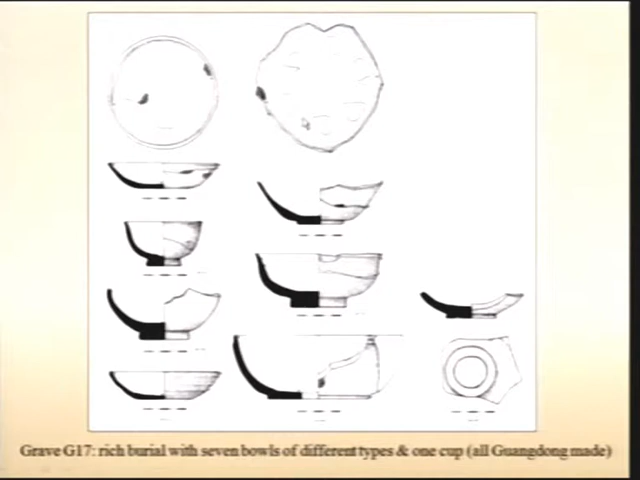 Grave G17: rich burial with seven bowls of different types & one cup (all Guangdong made)